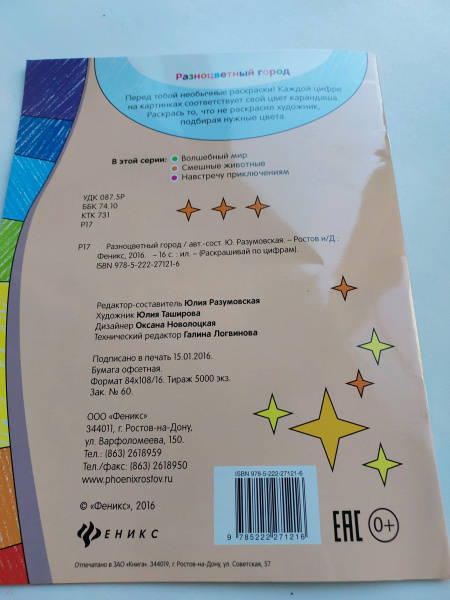 Разноцветный город
Перед тобой необычные раскраски! Каждой цифре
на картинках соответствует свой цвет карандаша.
Раскрась то, что не раскрасил художник,
подбирая нужные цвета.
В этой серии: Волшебный мир
Смешные животные
Навстречу приключениям
УДК 087.5Р
ББК 74.10
КТК 731
Р17
Р17 Разноцветный город / авт.-сост. Ю. Разумовская. – Ростов н/Д :
Феникс, 2016. – 16 с. : ил. – (Раскрашивай по цифрам).
ISBN 978-5-222-27121-6
Редактор-составитель Юлия Разумовская
Художник Юлия Таширова
Дизайнер Оксана Новолоцкая
Технический редактор Галина Логвинова
Подписано в печать 15.01.2016.
Бумага офсетная.
Формат 84x108/16. Тираж 5000 экз.
Зак. № 60.
ООО «Феникс»
344011, г. Ростов-на-Дону,
ул. Варфоломеева, 150.
Тел.: (863) 2618959
Тел./факс: (863) 2618950
www.phoenixrostov.ru
© «Феникс», 2016
ФЕНИКС
ISBN 978-5-222-27121-6
9 785222 271216
ЕАС 0+
Отпечатано в ЗАО «Книга». 344019, г. Ростов-на-Дону, ул. Советская, 57